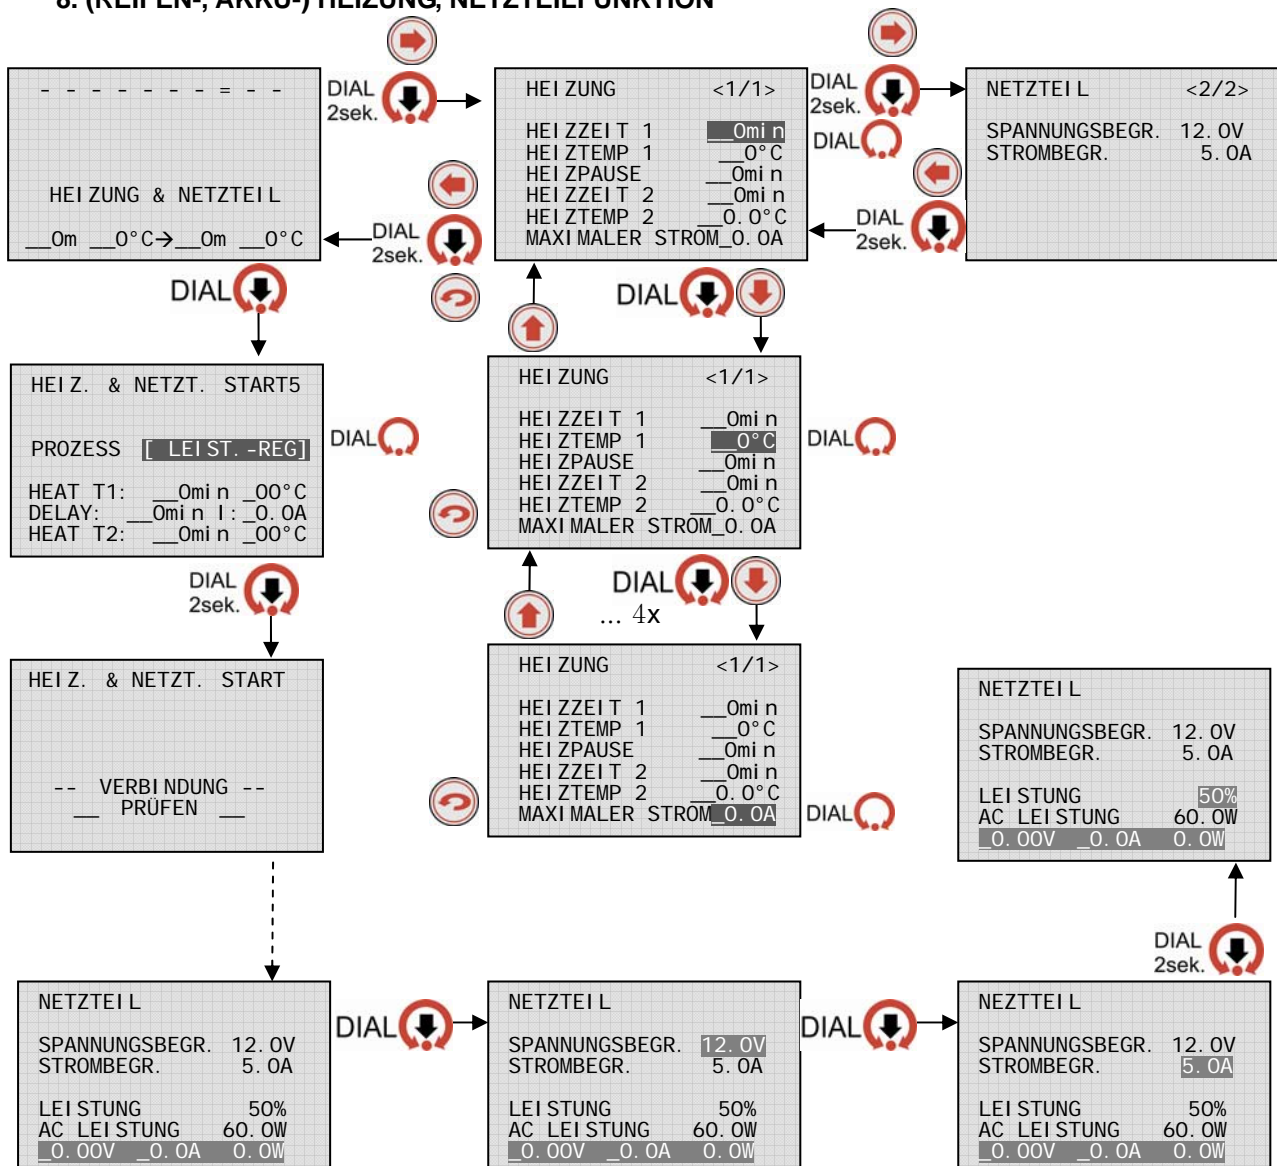 8. (REIFEN-, AKKU-) HEIZUNG, NETZTEILFUNKTION
- - - - - - - = - -
HEIZUNG & NETZTEIL
__0m __0°C→__0m __0°C
DIAL
2sek.
HEIZUNG <1/1>
HEIZZEIT 1 __0min
HEIZTEMP 1 __0°C
HEIZPAUSE __0min
HEIZZEIT 2 __0min
HEIZTEMP 2 __0.0°C
MAXIMALER STROM_0.0A
DIAL
2sek.
DIAL
NETZTEIL <2/2>
SPANNUNGSBEGR. 12.0V
STROMBEGR. 5.0A
DIAL
2sek.
DIAL
2sek.
DIAL
DIAL
HEIZ. & NETZT. START5
PROZESS [ LEIST.-REG]
HEAT T1: __0min _00°C
DELAY: __0min I:_0.0A
HEAT T2: __0min _00°C
DIAL
HEIZUNG <1/1>
HEIZZEIT 1 __0min
HEIZTEMP 1 __0°C
HEIZPAUSE __0min
HEIZZEIT 2 __0min
HEIZTEMP 2 __0.0°C
MAXIMALER STROM_0.0A
DIAL
DIAL
2sek.
DIAL
... 4x
HEIZ. & NETZT. START
-- VERBINDUNG --
__ PRÜFEN __
HEIZUNG <1/1>
HEIZZEIT 1 __0min
HEIZTEMP 1 __0°C
HEIZPAUSE __0min
HEIZZEIT 2 __0min
HEIZTEMP 2 __0.0°C
MAXIMALER STROM_0.0A
DIAL
NETZTEIL
SPANNUNGSBEGR. 12.0V
STROMBEGR. 5.0A
LEISTUNG 50%
AC LEISTUNG 60.0W
_0.00V _0.0A 0.0W
DIAL
2sek.
NETZTEIL
SPANNUNGSBEGR. 12.0V
STROMBEGR. 5.0A
LEISTUNG 50%
AC LEISTUNG 60.0W
_0.00V _0.0A 0.0W
DIAL
NETZTEIL
SPANNUNGSBEGR. 12.0V
STROMBEGR. 5.0A
LEISTUNG 50%
AC LEISTUNG 60.0W
_0.00V _0.0A 0.0W
DIAL
NEZTTEIL
SPANNUNGSBEGR. 12.0V
STROMBEGR. 5.0A
LEISTUNG 50%
AC LEISTUNG 60.0W
_0.00V _0.0A 0.0W